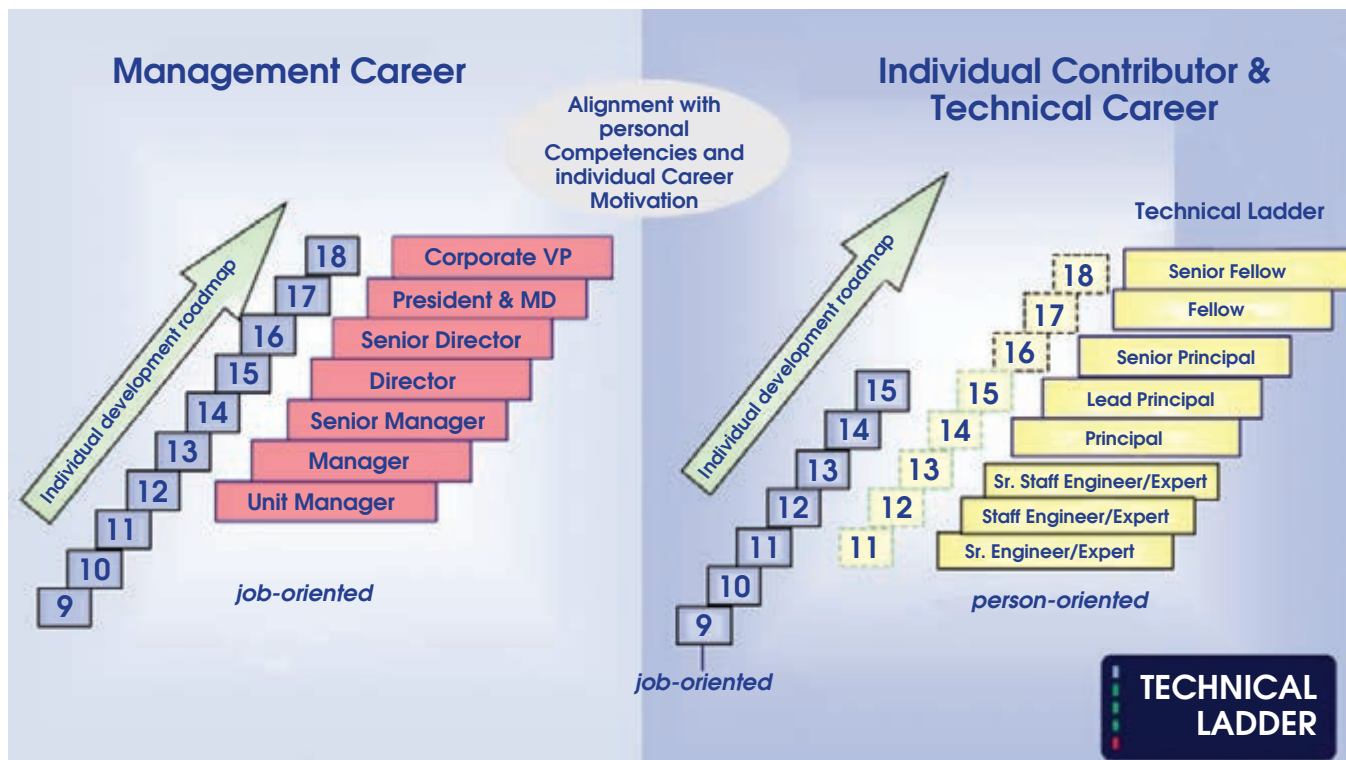 Management Career
Individual development roadmap
18
17
16
15
14
13
12
11
10
9
Corporate VP
President & MD
Senior Director
Director
Senior Manager
Manager
Unit Manager
job-oriented
Alignment with
personal
Competencies and
individual Career
Motivation
Individual Contributor &
Technical Career
Individual development roadmap
15
14
13
12
11
10
9
job-oriented
18
17
16
15
14
13
12
11
Technical Ladder
Senior Fellow
Fellow
Senior Principal
Lead Principal
Principal
Sr. Staff Engineer/Expert
Staff Engineer/Expert
Sr. Engineer/Expert
person-oriented
TECHNICAL
LADDER